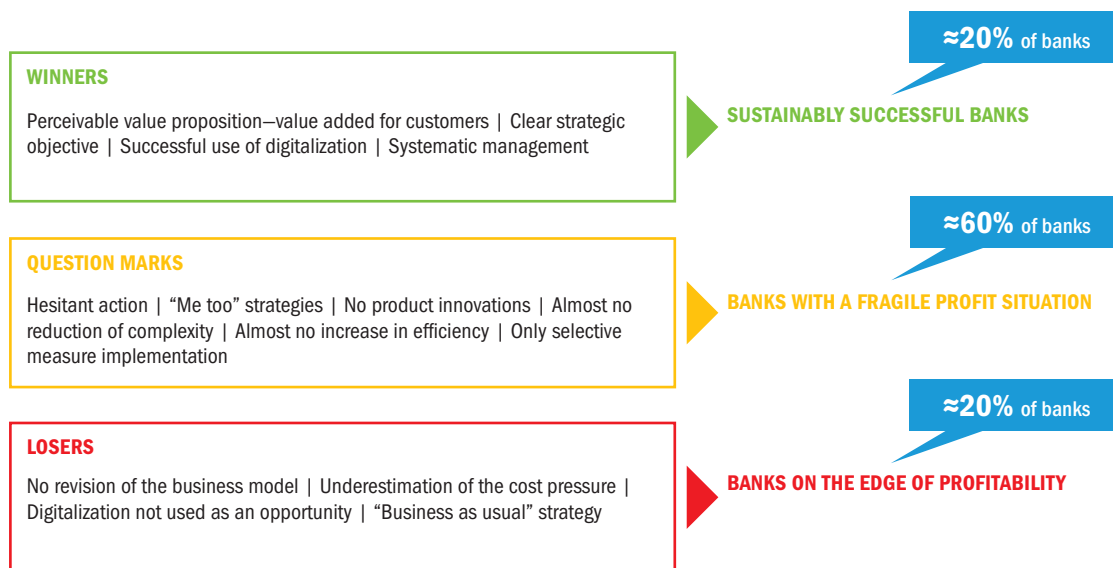 ≈20% of banks
WINNERS
Perceivable value proposition—value added for customers | Clear strategic
objective | Successful use of digitalization | Systematic management
SUSTAINABLY SUCCESSFUL BANKS
≈60% of banks
QUESTION MARKS
Hesitant action | “Me too” strategies | No product innovations | Almost no
reduction of complexity | Almost no increase in efficiency | Only selective
measure implementation
BANKS WITH A FRAGILE PROFIT SITUATION
≈20% of banks
LOSERS
No revision of the business model | Underestimation of the cost pressure |
Digitalization not used as an opportunity | “Business as usual” strategy
BANKS ON THE EDGE OF PROFITABILITY